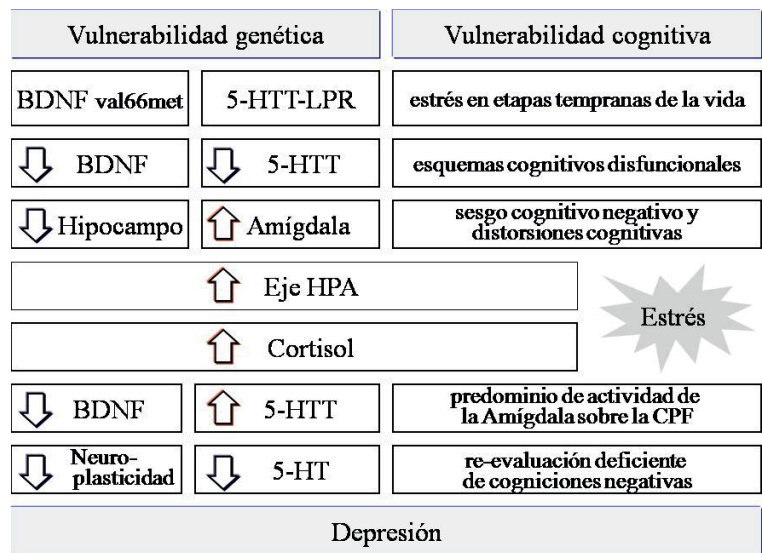 Vulnerabilidad genética
Vulnerabilidad cognitiva
BDNF val66met
5-HTT-LPR
estrés en etapas tempranas de la vida
BDNF
5-HTT
esquemas cognitivos disfuncionales
Hipocampo
Amígdala
sesgo cognitivo negativo y
distorsiones cognitivas
Eje HPA
Estrés
Cortisol
BDNF
5-HTT
predominio de actividad de
la Amígdala sobre la CPF
Neuro-
plasticidad
5-HT
re-evaluación deficiente
de cogniciones negativas
Depresión